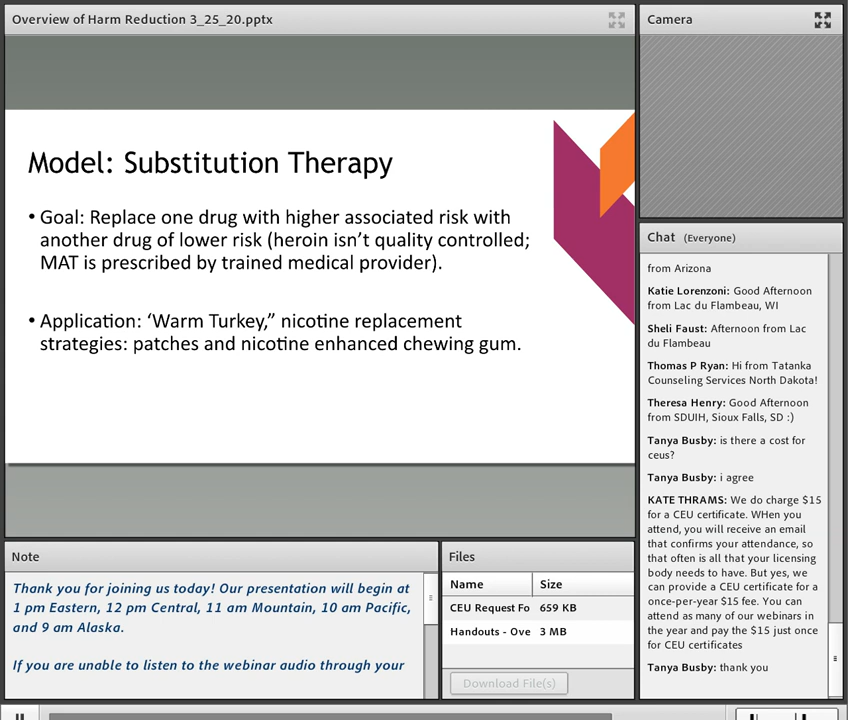 Overview of Harm Reduction 3_25_20.pptx
Model: Substitution Therapy
• Goal: Replace one drug with higher associated risk with
another drug of lower risk (heroin isn’t quality controlled;
MAT is prescribed by trained medical provider).
• Application: ‘Warm Turkey,” nicotine replacement
strategies: patches and nicotine enhanced chewing gum.
Camera
Chat (Everyone)
from Arizona
Katie Lorenzoni: Good Afternoon
from Lac du Flambeau, WI
Sheli Faust: Afternoon from Lac
du Flambeau
Thomas P Ryan: Hi from Tatanka
Counseling Services North Dakota!
Theresa Henry: Good Afternoon
from SDUIH, Sioux Falls, SD :)
Tanya Busby: is there a cost for
ceus?
Tanya Busby: i agree
KATE THRAMS: We do charge $15
for a CEU certificate. WHen you
attend, you will receive an email
that confirms your attendance, so
that often is all that your licensing
body needs to have. But yes, we
can provide a CEU certificate for a
once-per-year $15 fee. You can
attend as many of our webinars in
the year and pay the $15 just once
for CEU certificates
Tanya Busby: thank you
Note
Thank you for joining us today! Our presentation will begin at
1 pm Eastern, 12 pm Central, 11 am Mountain, 10 am Pacific,
and 9 am Alaska.
If you are unable to listen to the webinar audio through your
Files
Name Size
CEU Request Fo 659 KB
Handouts - Ove 3 MB
Download File(s)